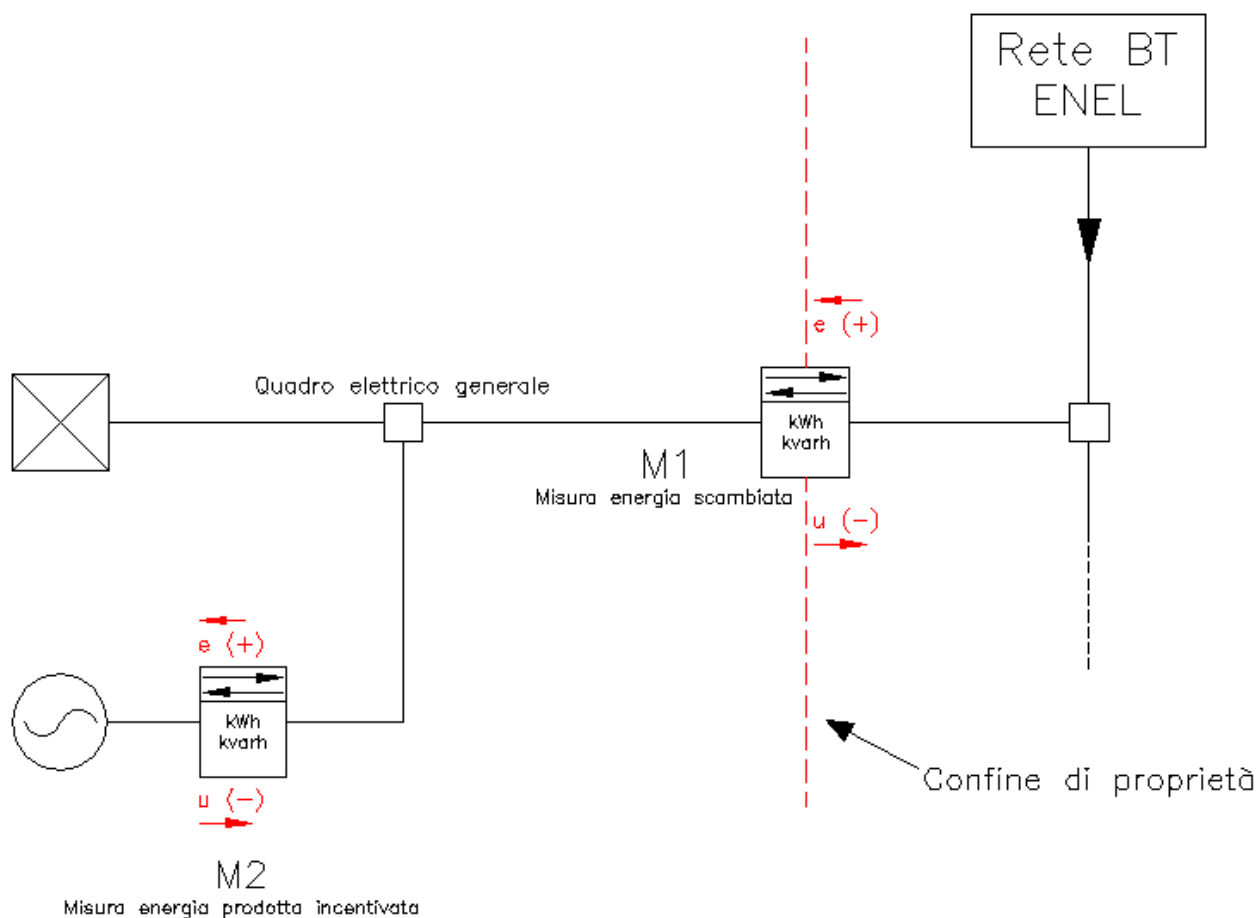 Rete BT
ENEL
e (+)
Quadro elettrico generale
kWh
kvarh
M1
Misura energia scambiata
u (-)
e (+)
kWh
kvarh
u (-)
Confine di proprietà
M2
Misura energia prodotta incentivata